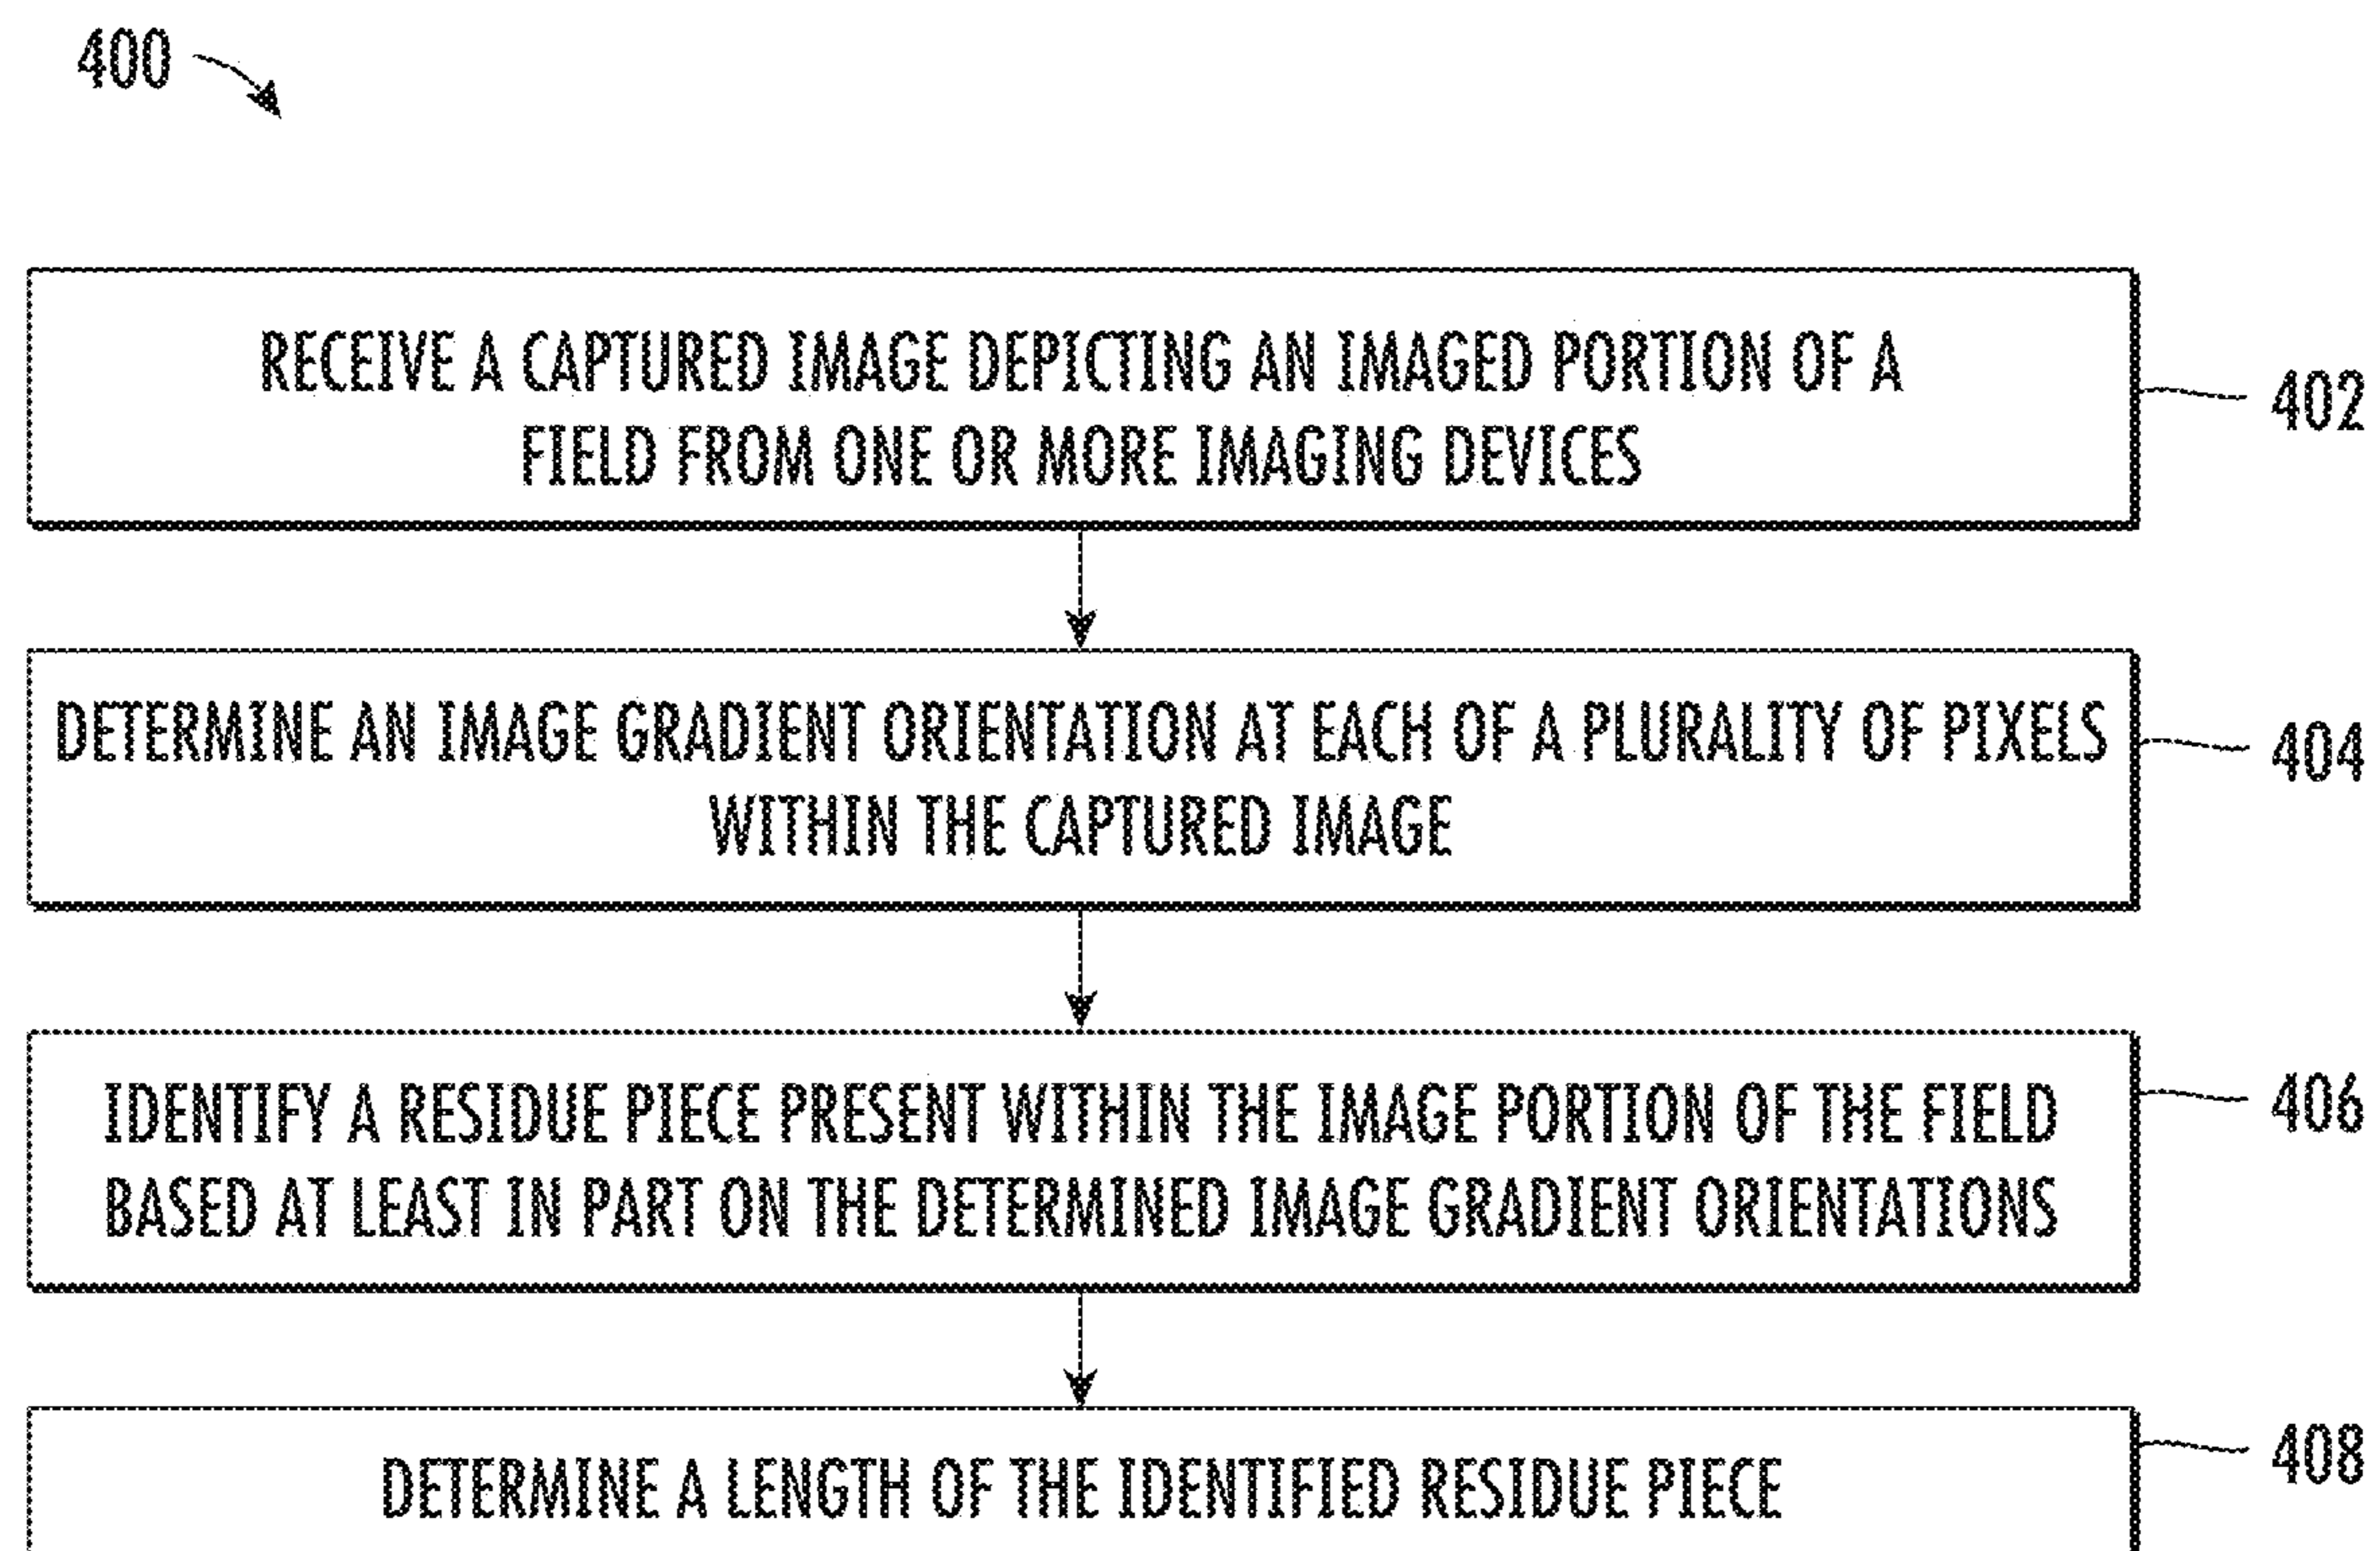 400
RECEIVE A CAPTURED IMAGE DEPICTING AN IMAGED PORTION OF A
FIELD FROM ONE OR MORE IMAGING DEVICES
402
DETERMINE AN IMAGE GRADIENT ORIENTATION AT EACH OF A PLURALITY OF PIXELS
WITHIN THE CAPTURED IMAGE
404
IDENTIFY A RESIDUE PIECE PRESENT WITHIN THE IMAGE PORTION OF THE FIELD
BASED AT LEAST IN PART ON THE DETERMINED IMAGE GRADIENT ORIENTATIONS
406
DETERMINE A LENGTH OF THE IDENTIFIED RESIDUE PIECE
408